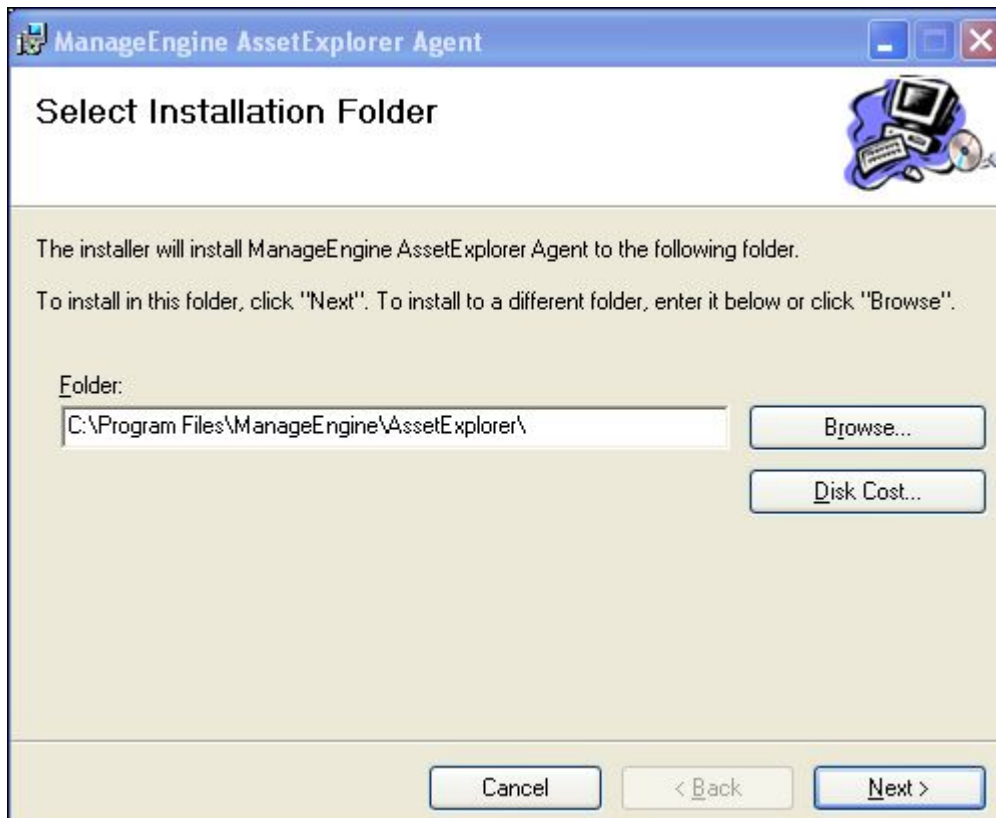 ManageEngine AssetExplorer Agent
Select Installation Folder
The installer will install ManageEngine AssetExplorer Agent to the following folder.
To install in this folder, click "Next". To install to a different folder, enter it below or click "Browse".
Folder:
C:\Program Files\ManageEngine\AssetExplorer\
Browse...
Disk Cost...
Cancel
< Back
Next >